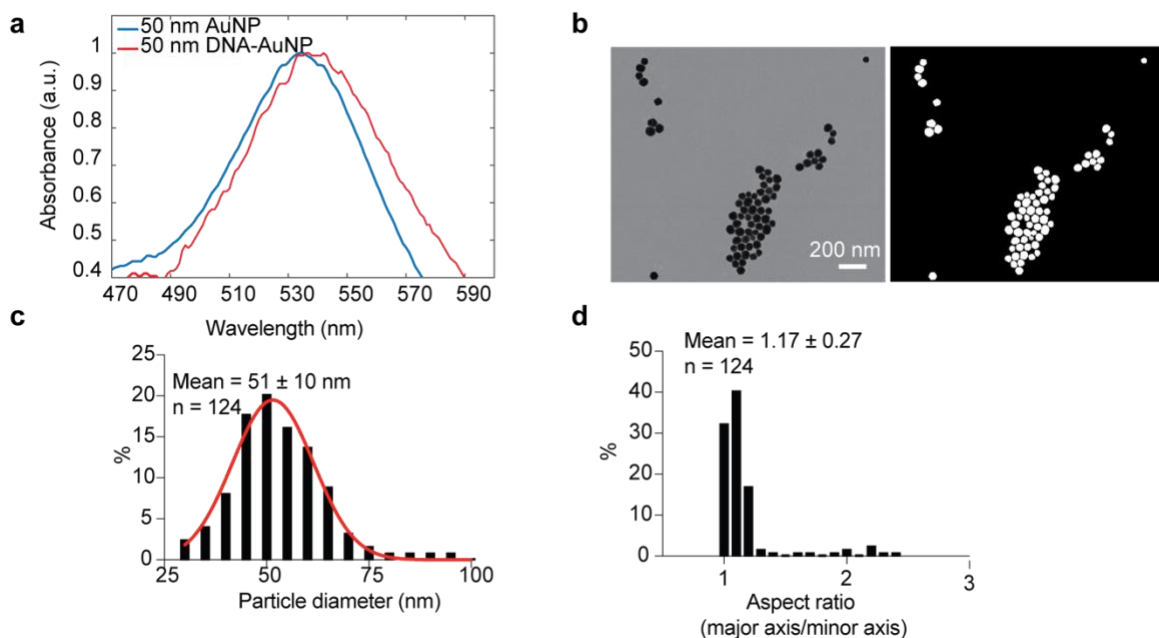 a
50 nm AuNP
50 nm DNA-AuNP
Absorbance (a.u.)
1
0.9
0.8
0.7
0.6
0.5
0.4
470 490 510 530 550 570 590
Wavelength (nm)
b
200 nm
c
Mean = 51 ± 10 nm
n = 124
%
25
20
15
10
5
0
25 50 75 100
Particle diameter (nm)
d
Mean = 1.17 ± 0.27
n = 124
%
50
40
30
20
10
0
1 2 3
Aspect ratio
(major axis/minor axis)